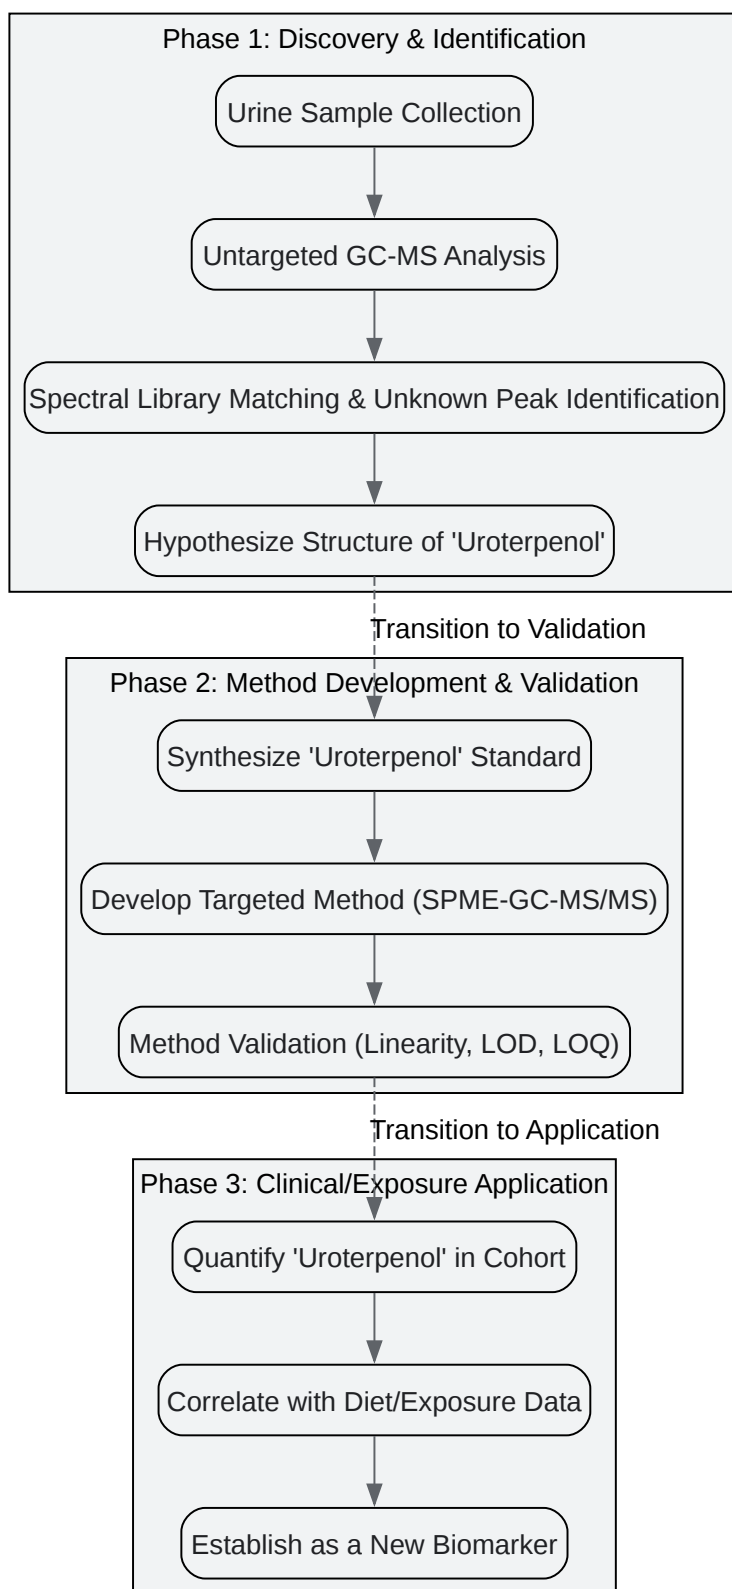 Phase 1: Discovery & Identification
Urine Sample Collection
Untargeted GC-MS Analysis
Spectral Library Matching & Unknown Peak Identification
Hypothesize Structure of 'Uroterpenol'
Transition to Validation
Phase 2: Method Development & Validation
Synthesize 'Uroterpenol' Standard
Develop Targeted Method (SPME-GC-MS/MS)
Method Validation (Linearity, LOD, LOQ)
Transition to Application
Phase 3: Clinical/Exposure Application
Quantify 'Uroterpenol' in Cohort
Correlate with Diet/Exposure Data
Establish as a New Biomarker